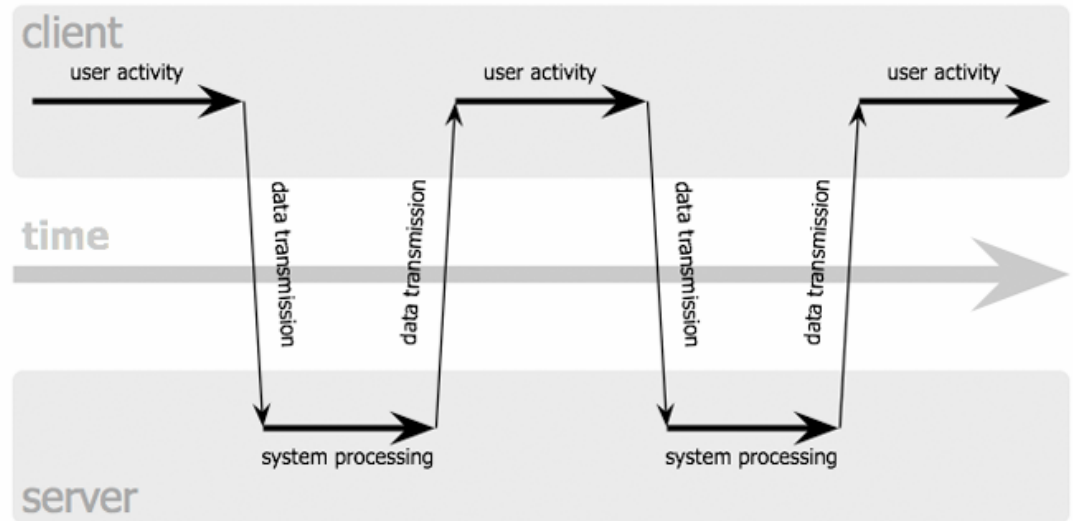 client
user activity
user activity
user activity
data transmission
data transmission
data transmission
data transmission
time
system processing
system processing
server